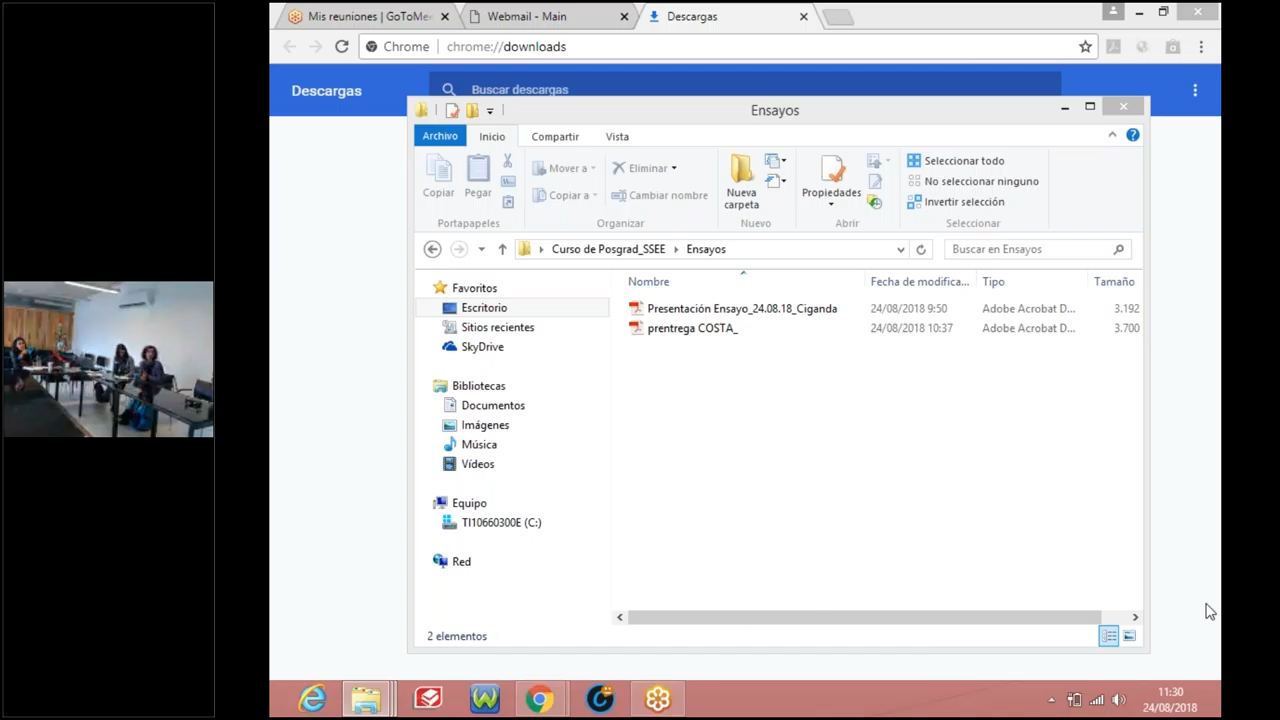 Mis reuniones | GoToMe
Webmail - Main
Descargas
Chrome
chrome://downloads
Descargas
Buscar descargas
Ensayos
Archivo
Inicio
Compartir
Vista
Copiar
Pegar
Mover a
Copiar a
Eliminar
Cambiar nombre
Nueva
carpeta
Propiedades
Seleccionar todo
No seleccionar ninguno
Invertir selección
Portapapeles
Organizar
Nuevo
Abrir
Seleccionar
Curso de Posgrad_SSEE
Ensayos
Buscar en Ensayos
Nombre
Fecha de modifica...
Tipo
Tamaño
Favoritos
Escritorio
Sitios recientes
SkyDrive
Bibliotecas
Documentos
Imágenes
Música
Vídeos
Equipo
TI10660300E (C:)
Red
Presentación Ensayo_24.08.18_Ciganda
24/08/2018 9:50
Adobe Acrobat D...
3.192
prentrega COSTA_
24/08/2018 10:37
Adobe Acrobat D...
3.700
2 elementos
11:30
24/08/2018